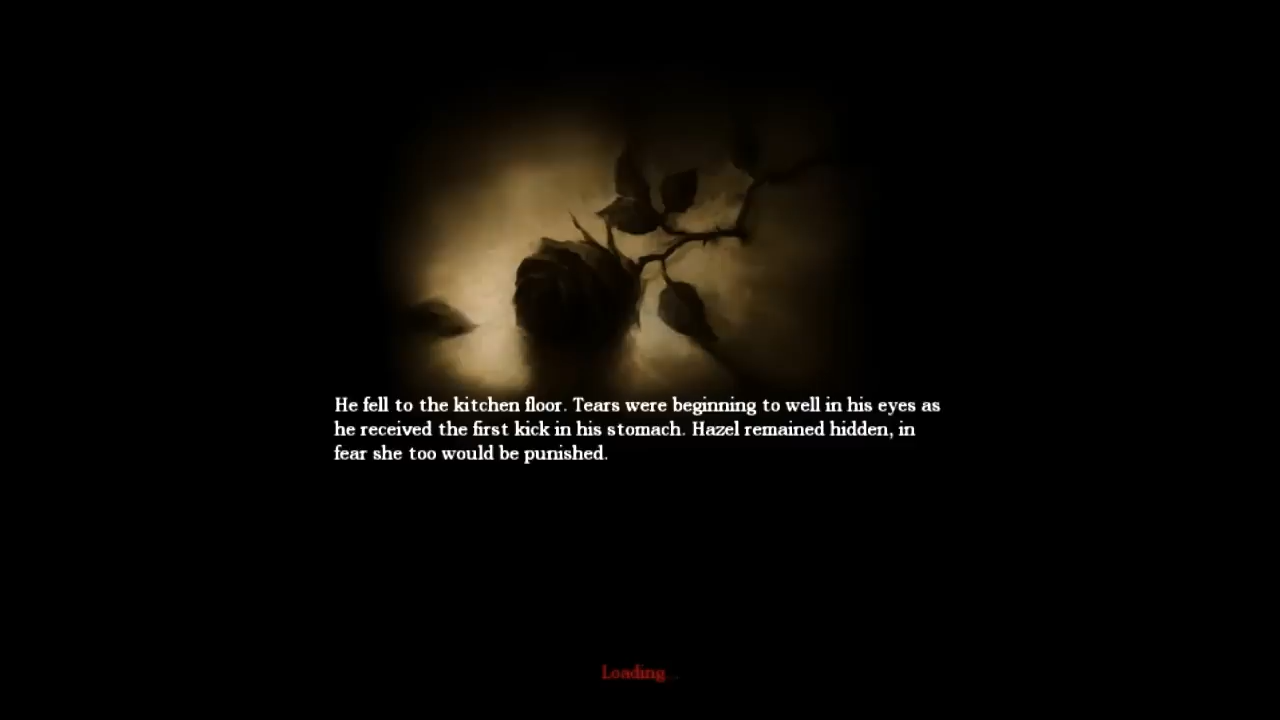 He fell to the kitchen floor. Tears were beginning to well in his eyes as
he received the first kick in his stomach. Hazel remained hidden, in
fear she too would be punished.
Loading...